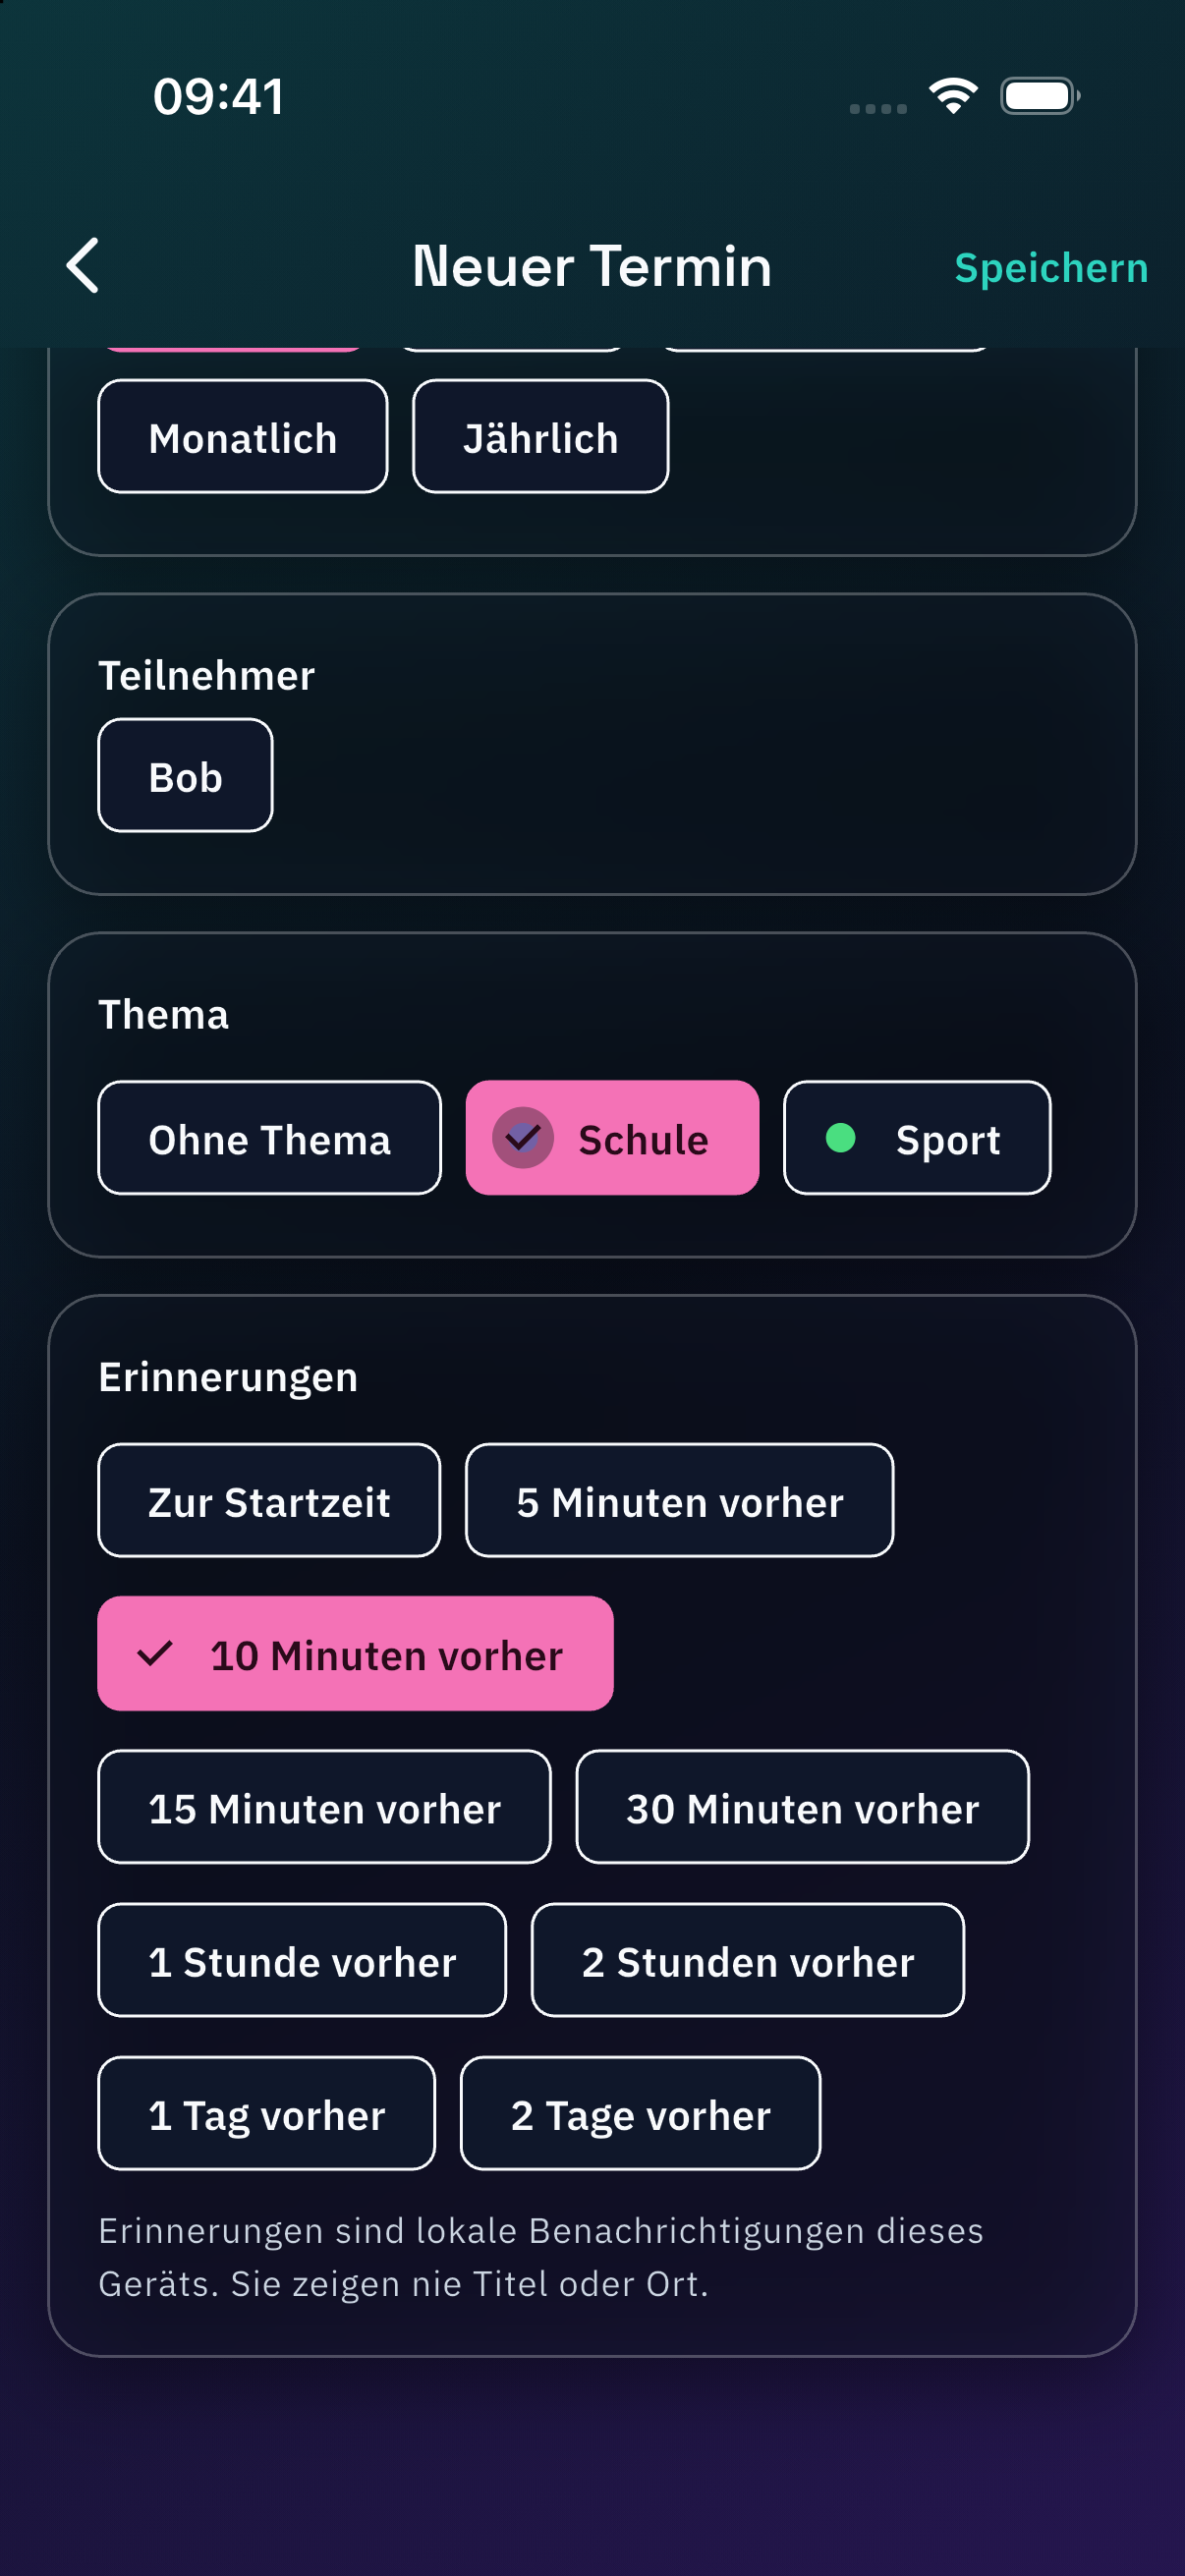 09:41
Neuer Termin
Speichern
Monatlich
Jährlich
Teilnehmer
Bob
Thema
Ohne Thema
Schule
Sport
Erinnerungen
Zur Startzeit
5 Minuten vorher
10 Minuten vorher
15 Minuten vorher
30 Minuten vorher
1 Stunde vorher
2 Stunden vorher
1 Tag vorher
2 Tage vorher
Erinnerungen sind lokale Benachrichtigungen dieses
Geräts. Sie zeigen nie Titel oder Ort.